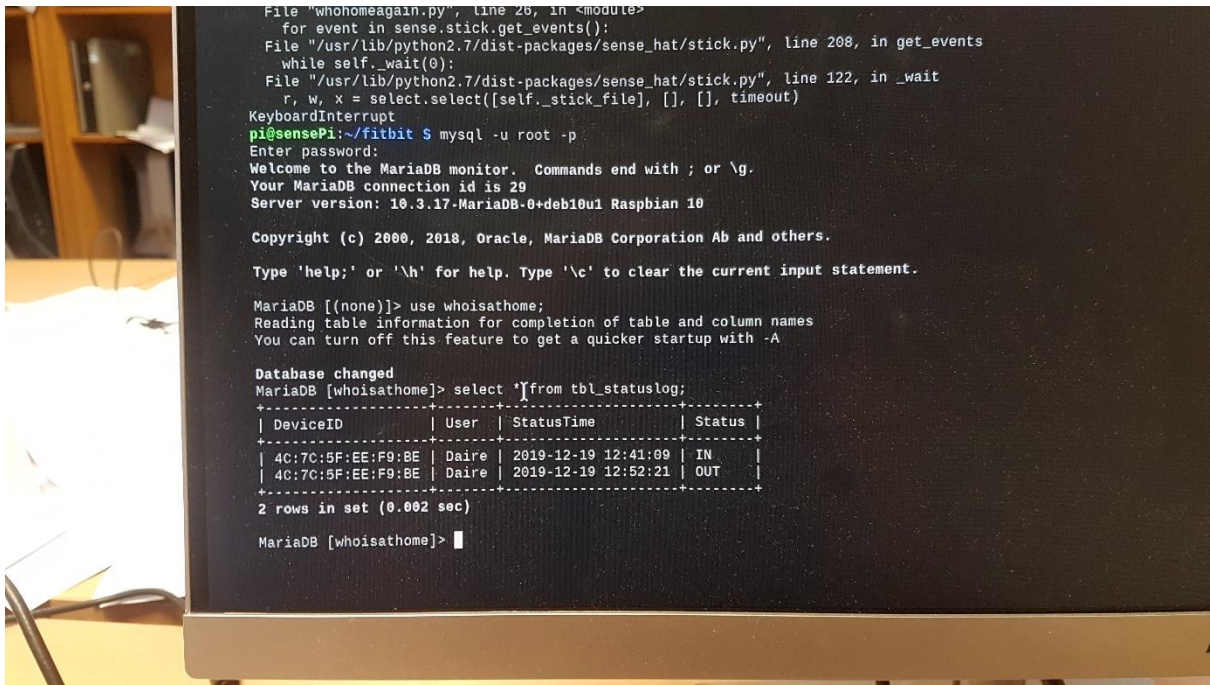 File "whohomeagain.py", line 26, in <module>
for event in sense.stick.get_events():
File "/usr/lib/python2.7/dist-packages/sense_hat/stick.py", line 208, in get_events
while self._wait(0):
File "/usr/lib/python2.7/dist-packages/sense_hat/stick.py", line 122, in _wait
r, w, x = select.select([self._stick_file], [], [], timeout)
KeyboardInterrupt
pi@sensePi:~/fitbit $ mysql -u root -p
Enter password:
Welcome to the MariaDB monitor.  Commands end with ; or \g.
Your MariaDB connection id is 29
Server version: 10.3.17-MariaDB-0+deb10u1 Raspbian 10
Copyright (c) 2000, 2018, Oracle, MariaDB Corporation Ab and others.
Type 'help;' or '\h' for help. Type '\c' to clear the current input statement.
MariaDB [(none)]> use whoisathome;
Reading table information for completion of table and column names
You can turn off this feature to get a quicker startup with -A
Database changed
MariaDB [whoisathome]> select * from tbl_statuslog;
+-------------------+-------+---------------------+--------+
| DeviceID          | User  | StatusTime          | Status |
+-------------------+-------+---------------------+--------+
| 4C:7C:5F:EE:F9:BE | Daire | 2019-12-19 12:41:09 | IN     |
| 4C:7C:5F:EE:F9:BE | Daire | 2019-12-19 12:52:21 | OUT    |
+-------------------+-------+---------------------+--------+
2 rows in set (0.002 sec)
MariaDB [whoisathome]>